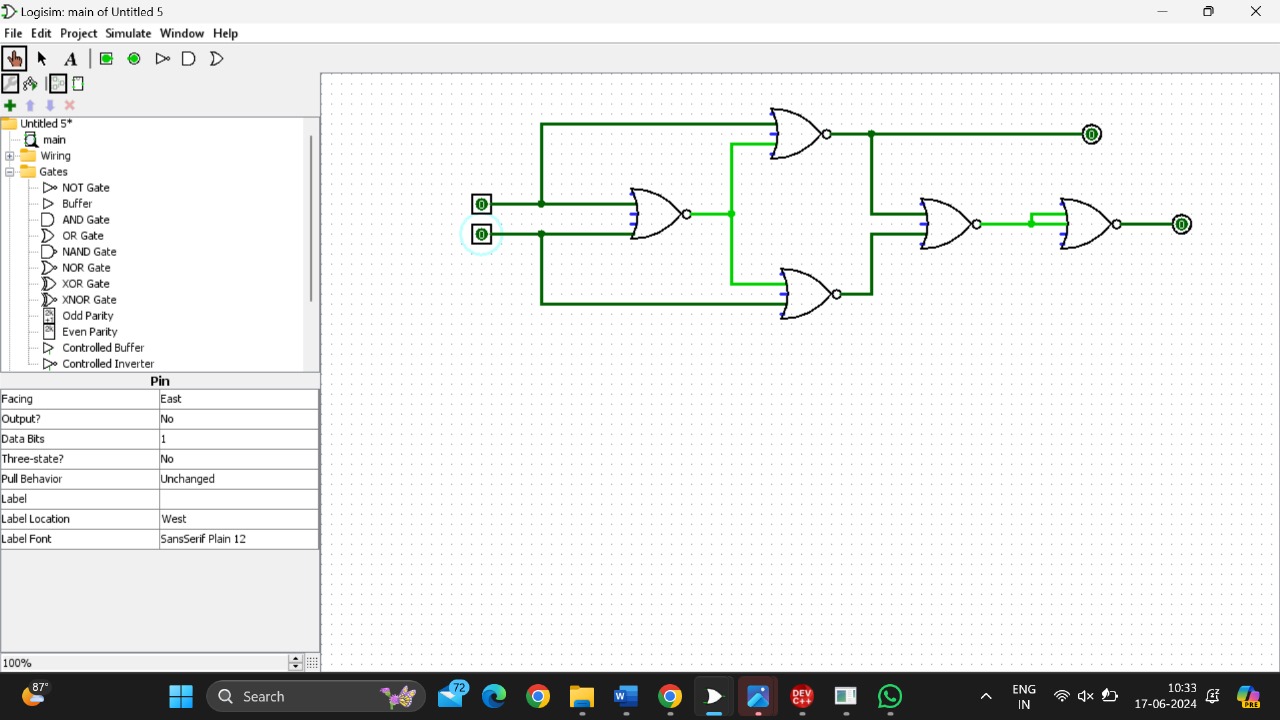 Logisim: main of Untitled 5
File Edit Project Simulate Window Help
A
Untitled 5*
main
Wiring
Gates
NOT Gate
Buffer
AND Gate
OR Gate
NAND Gate
NOR Gate
XOR Gate
XNOR Gate
Odd Parity
Even Parity
Controlled Buffer
Controlled Inverter
Pin
Facing East
Output? No
Data Bits 1
Three-state? No
Pull Behavior Unchanged
Label
Label Location West
Label Font SansSerif Plain 12
100%
0
0
0
0
87°
Search
72
W
DEV C++
ENG
IN
10:33
17-06-2024
PRE